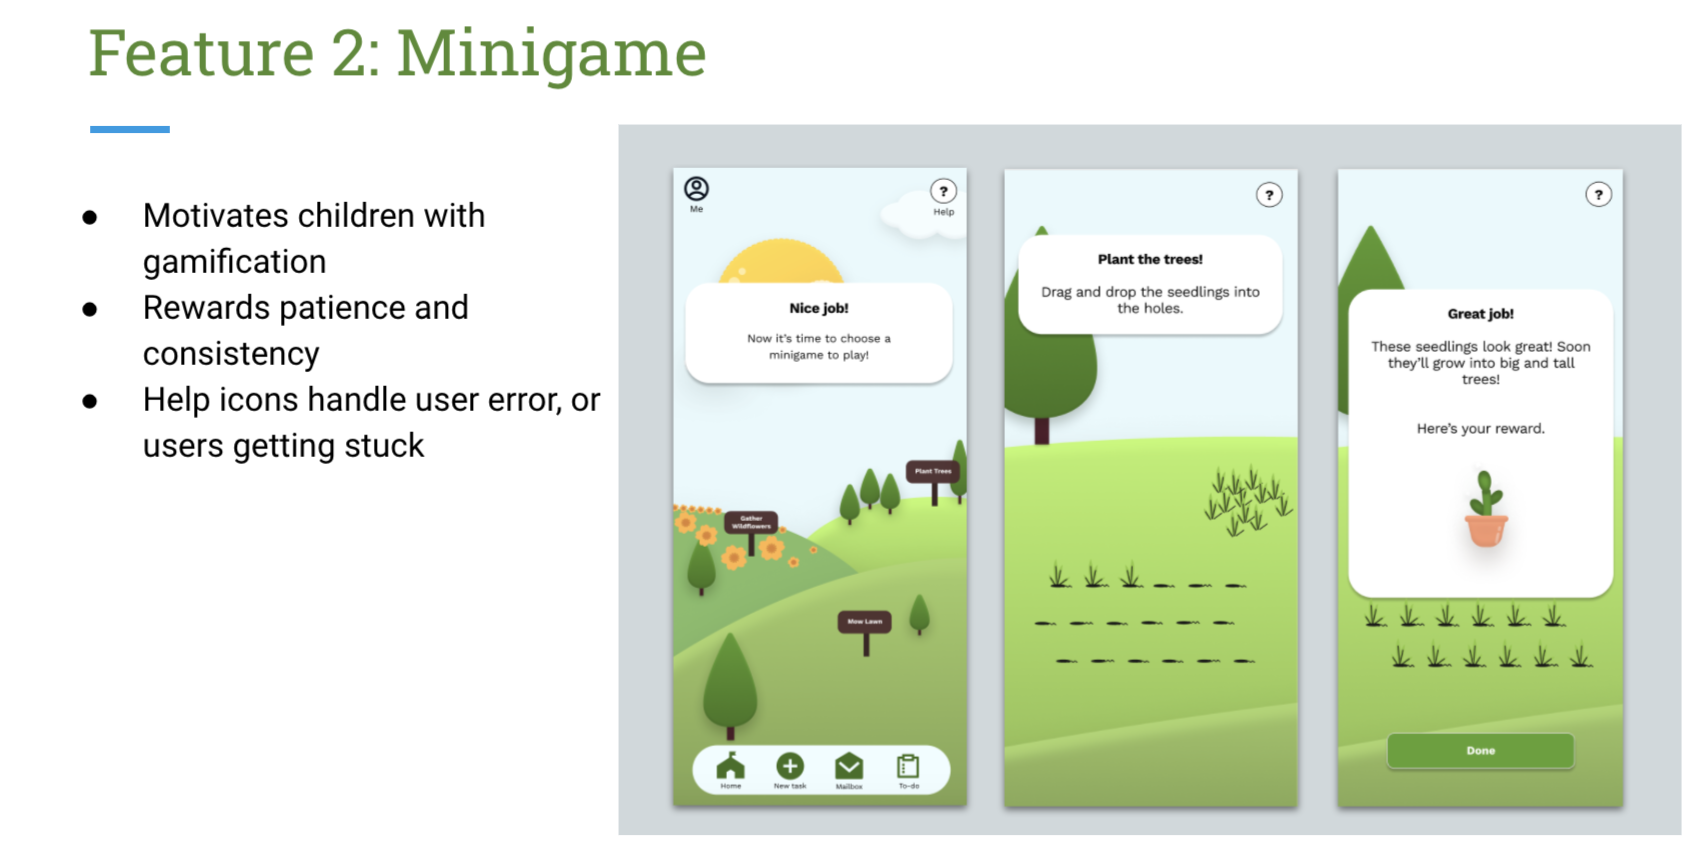 Feature 2: Minigame
Motivates children with
gamification
Rewards patience and
consistency
Help icons handle user error, or
users getting stuck
Me
?
Help
Nice job!
Now it's time to choose a
minigame to play!
Plant Trees
Gather
Wildflowers
Mow Lawn
Home
New task
Mailbox
To-do
?
Plant the trees!
Drag and drop the seedlings into
the holes.
?
Great job!
These seedlings look great! Soon
they'll grow into big and tall
trees!
Here's your reward.
Done